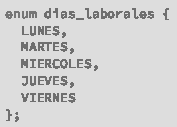 enum dias_laborales {
LUNES,
MARTES,
MIERCOLES,
JUEVES,
VIERNES
};